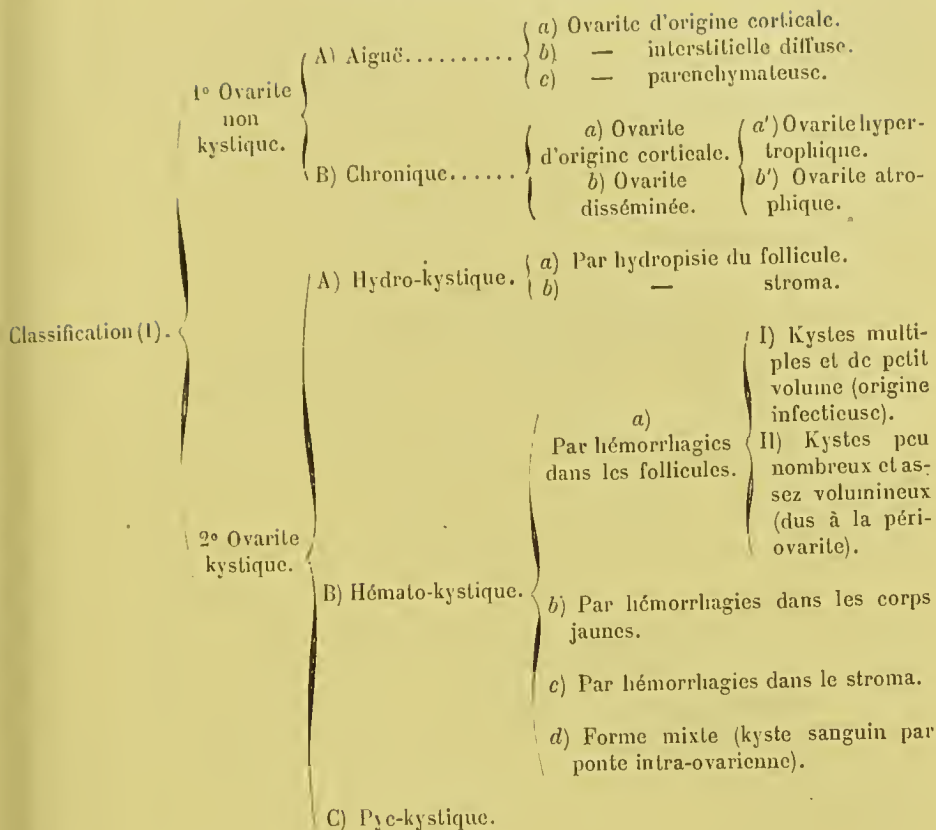 Classification (1).
1º Ovarite
non
kystique.
A) Aiguë..........
a) Ovarite d'origine corticale.
b) — interstitielle diffuse.
c) — parenchymateuse.
B) Chronique......
a) Ovarite
d'origine corticale.
b) Ovarite
disséminée.
a') Ovarite hyper-
trophique.
b') Ovarite atro-
phique.
2º Ovarite
kystique.
A) Hydro-kystique.
a) Par hydropisie du follicule.
b) — stroma.
B) Hémato-kystique.
a)
Par hémorrhagies
dans les follicules.
I) Kystes multi-
ples et de petit
volume (origine
infectieuse).
II) Kystes peu
nombreux et as-
sez volumineux
(dus à la péri-
ovarite).
b) Par hémorrhagies dans les corps
jaunes.
c) Par hémorrhagies dans le stroma.
d) Forme mixte (kyste sanguin par
ponte intra-ovarienne).
C) Pyo-kystique.